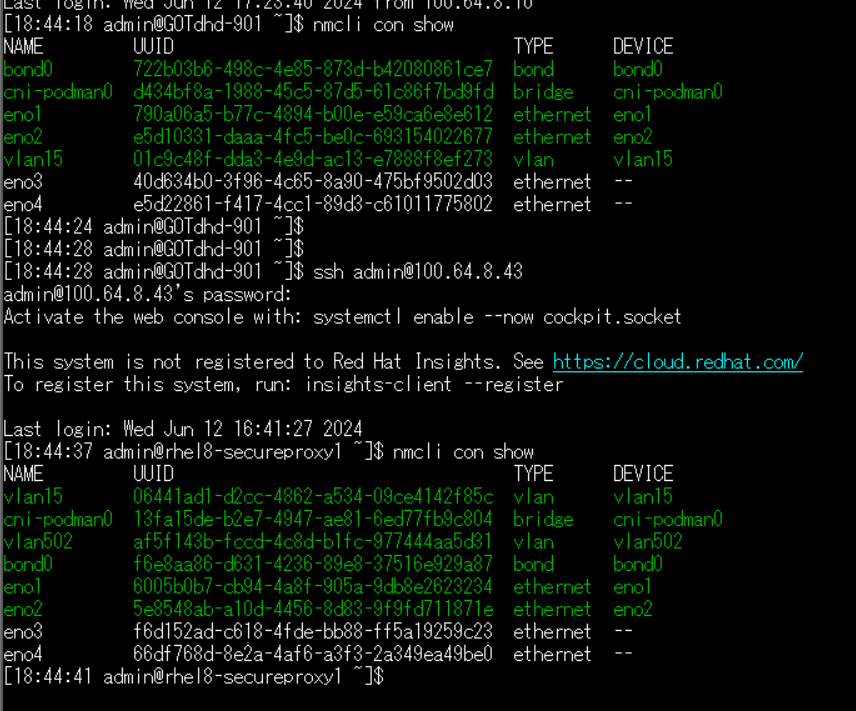 Last login: Wed Jun 12 17:23:40 2024 from 100.64.8.10
[18:44:18 admin@GOTdhd-901 ~]$ nmcli con show
NAME UUID TYPE DEVICE
bond0 722b03b6-498c-4e85-873d-b42080861ce7 bond bond0
cni-podman0 d434bf8a-1988-45c5-87d5-61c86f7bd9fd bridge cni-podman0
eno1 790a06a5-b77c-4894-b00e-e59ca6e8e612 ethernet eno1
eno2 e5d10331-daaa-4fc5-be0c-693154022677 ethernet eno2
vlan15 01c9c48f-dda3-4e9d-ac13-e7888f8ef273 vlan vlan15
eno3 40d634b0-3f96-4c65-8a90-475bf9502d03 ethernet --
eno4 e5d22861-f417-4cc1-89d3-c61011775802 ethernet --
[18:44:24 admin@GOTdhd-901 ~]$
[18:44:28 admin@GOTdhd-901 ~]$
[18:44:28 admin@GOTdhd-901 ~]$ ssh admin@100.64.8.43
admin@100.64.8.43's password:
Activate the web console with: systemctl enable --now cockpit.socket
This system is not registered to Red Hat Insights. See https://cloud.redhat.com/
To register this system, run: insights-client --register
Last login: Wed Jun 12 16:41:27 2024
[18:44:37 admin@rhel8-secureproxy1 ~]$ nmcli con show
NAME UUID TYPE DEVICE
vlan15 06441ad1-d2cc-4862-a534-09ce4142f85c vlan vlan15
cni-podman0 13fa15de-b2e7-4947-ae81-6ed77fb9c804 bridge cni-podman0
vlan502 af5f143b-fccd-4c8d-b1fc-977444aa5d31 vlan vlan502
bond0 f6e8aa86-d631-4236-89e8-37516e929a87 bond bond0
eno1 6005b0b7-cb94-4a8f-905a-9db8e2623234 ethernet eno1
eno2 5e8548ab-a10d-4456-8d83-9f9fd711871e ethernet eno2
eno3 f6d152ad-c618-4fde-bb88-ff5a19259c23 ethernet --
eno4 66df768d-8e2a-4af6-a3f3-2a349ea49be0 ethernet --
[18:44:41 admin@rhel8-secureproxy1 ~]$